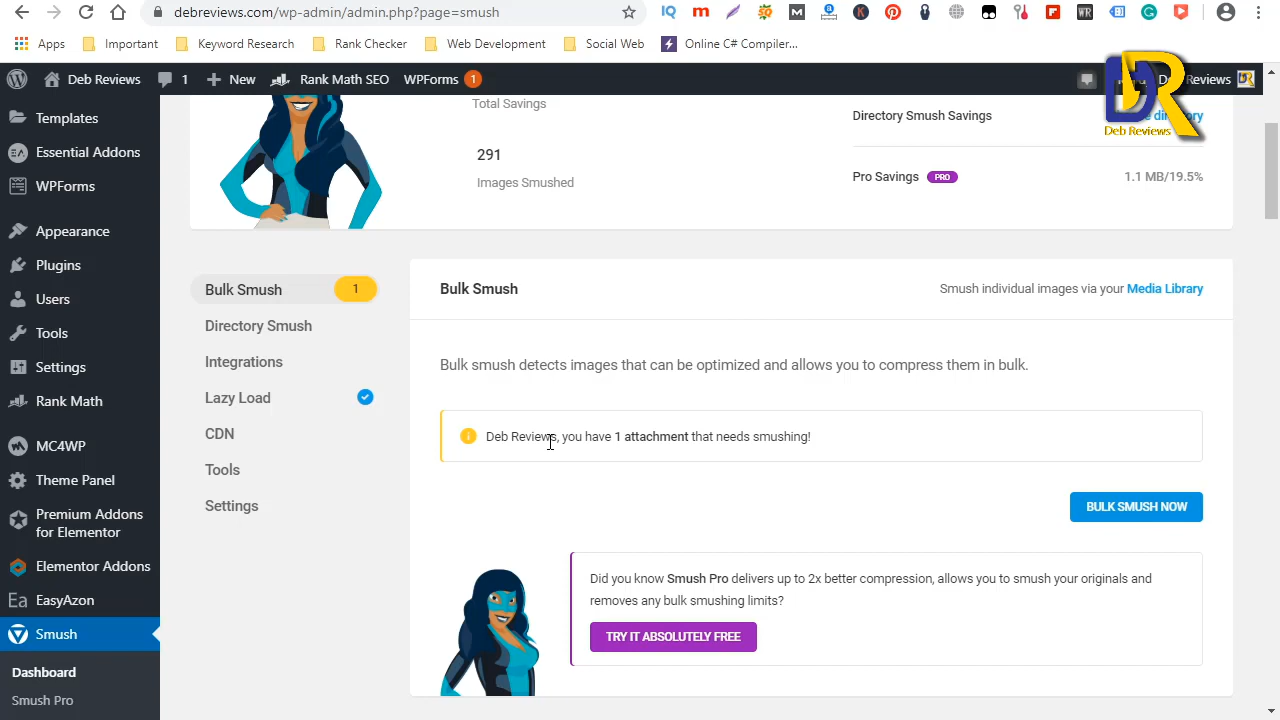 debreviews.com/wp-admin/admin.php?page=smush
Apps Important Keyword Research Rank Checker Web Development Social Web Online C# Compiler...
Deb Reviews 1 New Rank Math SEO WPForms 1 Reviews
DR
Deb Reviews
Templates
Essential Addons
WPForms
Appearance
Plugins
Users
Tools
Settings
Rank Math
MC4WP
Theme Panel
Premium Addons
for Elementor
Elementor Addons
EasyAzon
Smush
Dashboard
Smush Pro
Total Savings
291
Images Smushed
Directory Smush Savings
Pro Savings PRO 1.1 MB/19.5%
Bulk Smush 1
Directory Smush
Integrations
Lazy Load
CDN
Tools
Settings
Bulk Smush
Smush individual images via your Media Library
Bulk smush detects images that can be optimized and allows you to compress them in bulk.
Deb Reviews, you have 1 attachment that needs smushing!
BULK SMUSH NOW
Did you know Smush Pro delivers up to 2x better compression, allows you to smush your originals and
removes any bulk smushing limits?
TRY IT ABSOLUTELY FREE